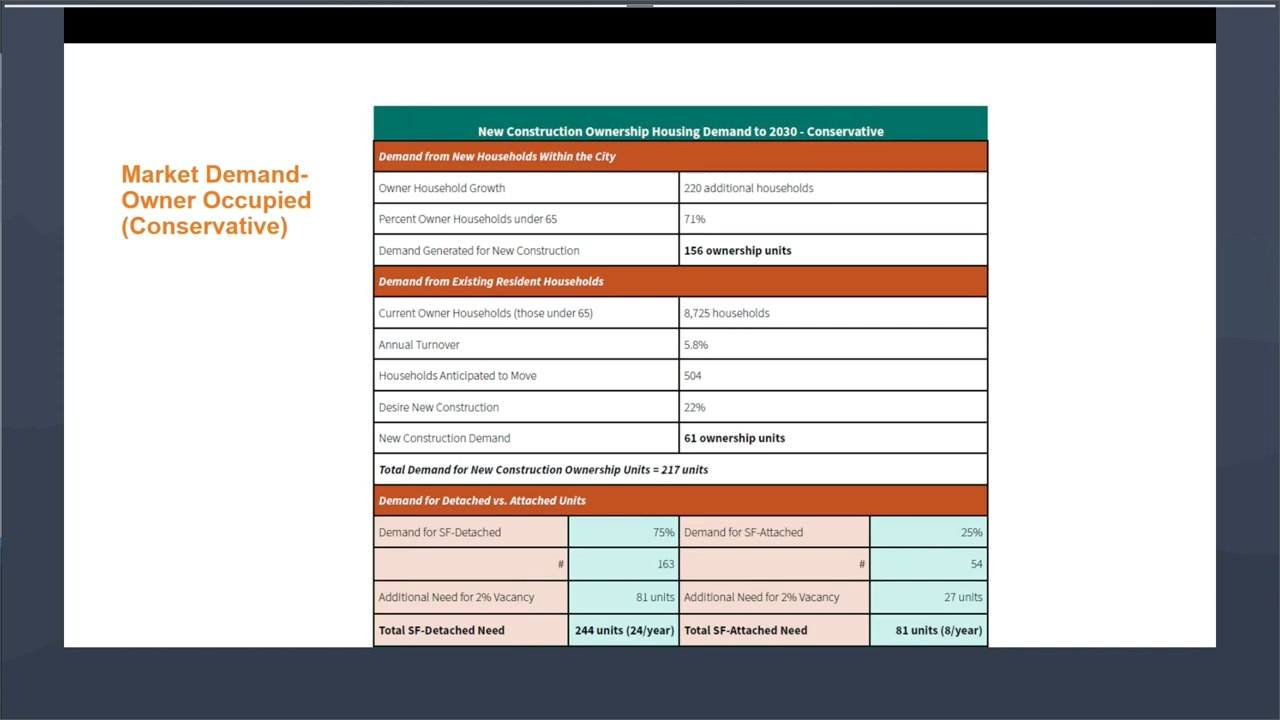 Market Demand-
Owner Occupied
(Conservative)
New Construction Ownership Housing Demand to 2030 - Conservative
Demand from New Households Within the City
Owner Household Growth 220 additional households
Percent Owner Households under 65 71%
Demand Generated for New Construction 156 ownership units
Demand from Existing Resident Households
Current Owner Households (those under 65) 8,725 households
Annual Turnover 5.8%
Households Anticipated to Move 504
Desire New Construction 22%
New Construction Demand 61 ownership units
Total Demand for New Construction Ownership Units = 217 units
Demand for Detached vs. Attached Units
Demand for SF-Detached 75% Demand for SF-Attached 25%
# 163 # 54
Additional Need for 2% Vacancy 81 units Additional Need for 2% Vacancy 27 units
Total SF-Detached Need 244 units (24/year) Total SF-Attached Need 81 units (8/year)